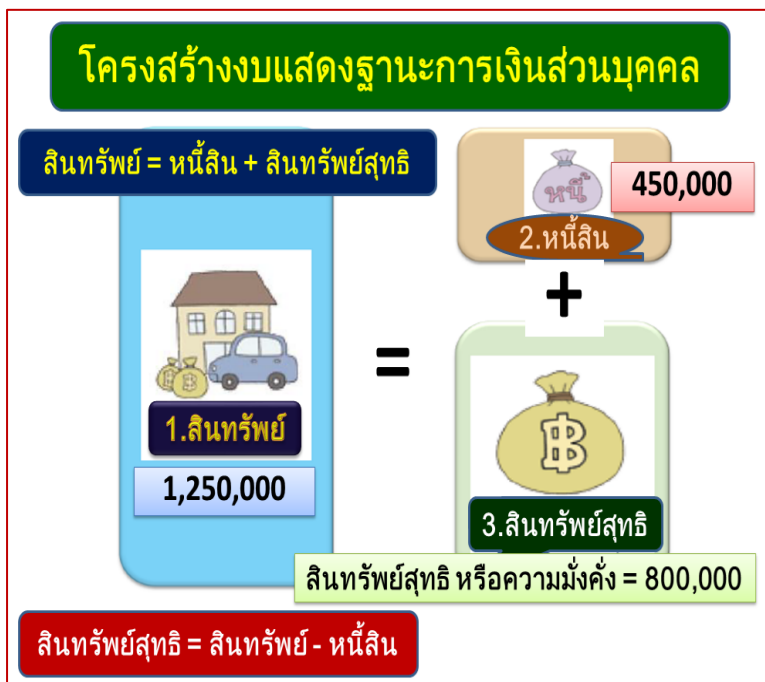 โครงสร้างงบแสดงฐานะการเงินส่วนบุคคล
สินทรัพย์ = หนี้สิน + สินทรัพย์สุทธิ
หนี้
450,000
2.หนี้สิน
+
=
1.สินทรัพย์
1,250,000
฿
3.สินทรัพย์สุทธิ
สินทรัพย์สุทธิ หรือความมั่งคั่ง = 800,000
สินทรัพย์สุทธิ = สินทรัพย์ - หนี้สิน